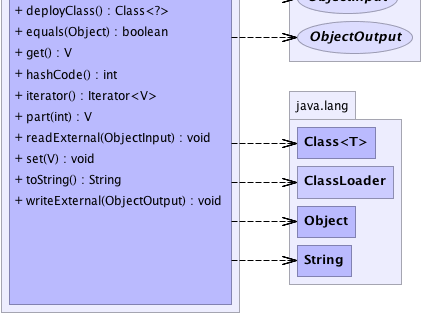 + deployClass() : Class<?>
+ equals(Object) : boolean
+ get() : V
+ hashCode() : int
+ iterator() : Iterator<V>
+ part(int) : V
+ readExternal(ObjectInput) : void
+ set(V) : void
+ toString() : String
+ writeExternal(ObjectOutput) : void
ObjectInput
ObjectOutput
java.lang
Class<T>
ClassLoader
Object
String